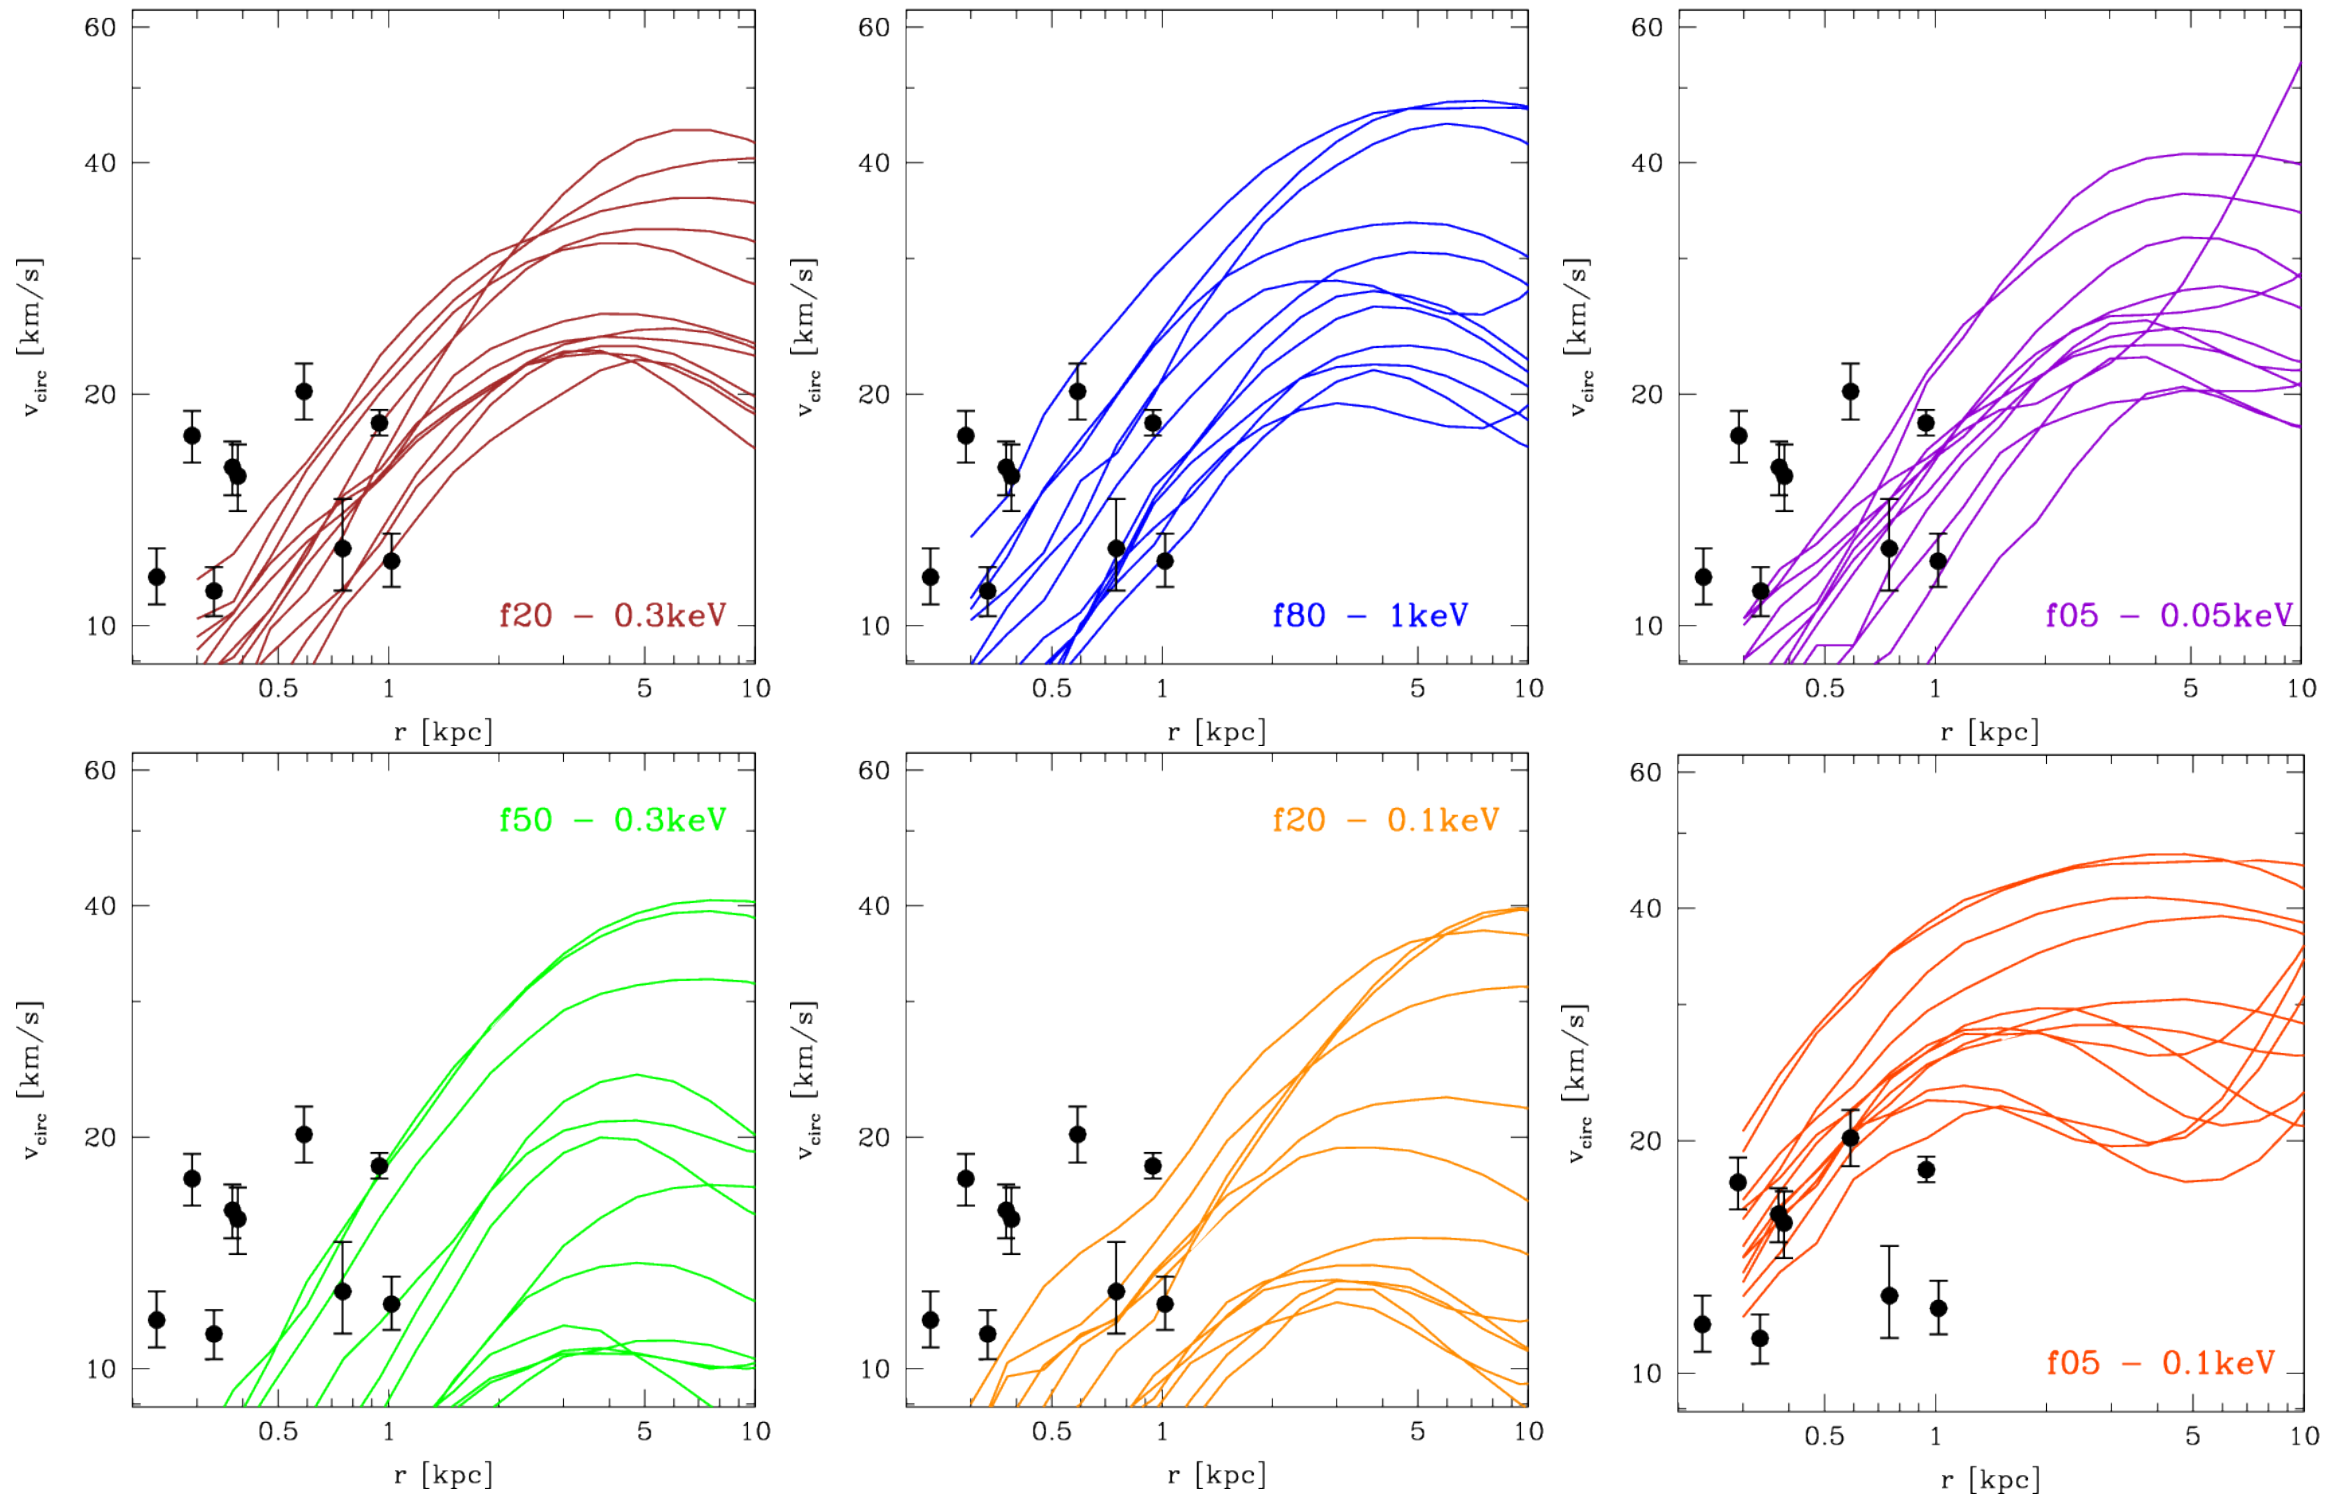 60
40
20
10
v_circ [km/s]
f20 - 0.3keV
0.5 1 5 10
r [kpc]
60
40
20
10
v_circ [km/s]
f80 - 1keV
0.5 1 5 10
r [kpc]
60
40
20
10
v_circ [km/s]
f05 - 0.05keV
0.5 1 5 10
r [kpc]
60
f50 - 0.3keV
40
20
10
v_circ [km/s]
0.5 1 5 10
r [kpc]
60
f20 - 0.1keV
40
20
10
v_circ [km/s]
0.5 1 5 10
r [kpc]
60
40
20
10
v_circ [km/s]
f05 - 0.1keV
0.5 1 5 10
r [kpc]